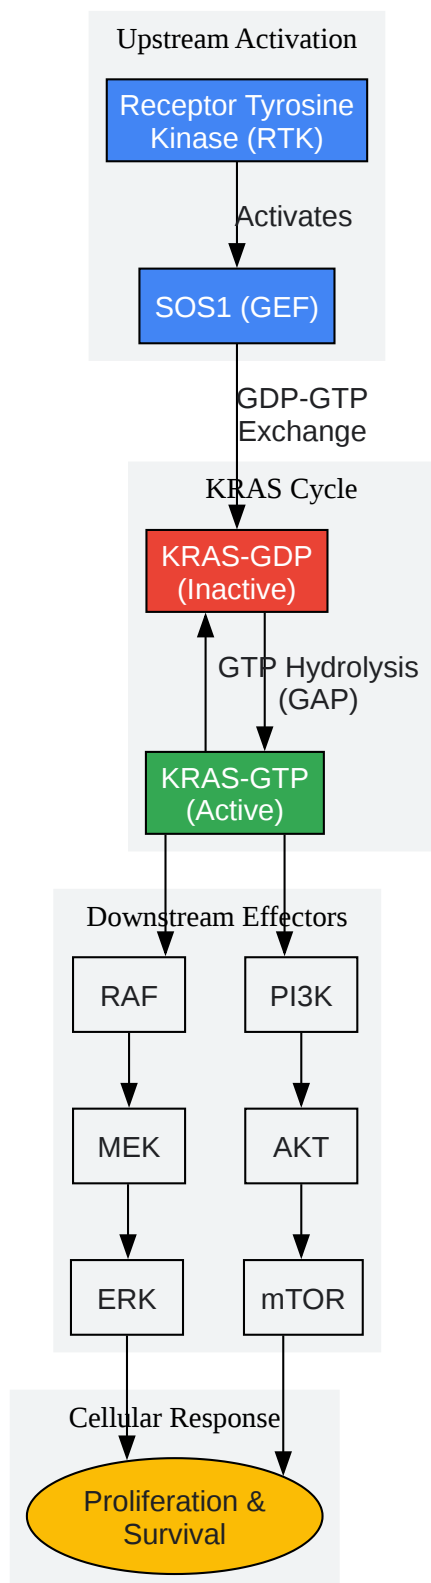 Upstream Activation
Receptor Tyrosine
Kinase (RTK)
Activates
SOS1 (GEF)
GDP-GTP
Exchange
KRAS Cycle
KRAS-GDP
(Inactive)
GTP Hydrolysis
(GAP)
KRAS-GTP
(Active)
Downstream Effectors
RAF
PI3K
MEK
AKT
ERK
mTOR
Cellular Response
Proliferation &
Survival